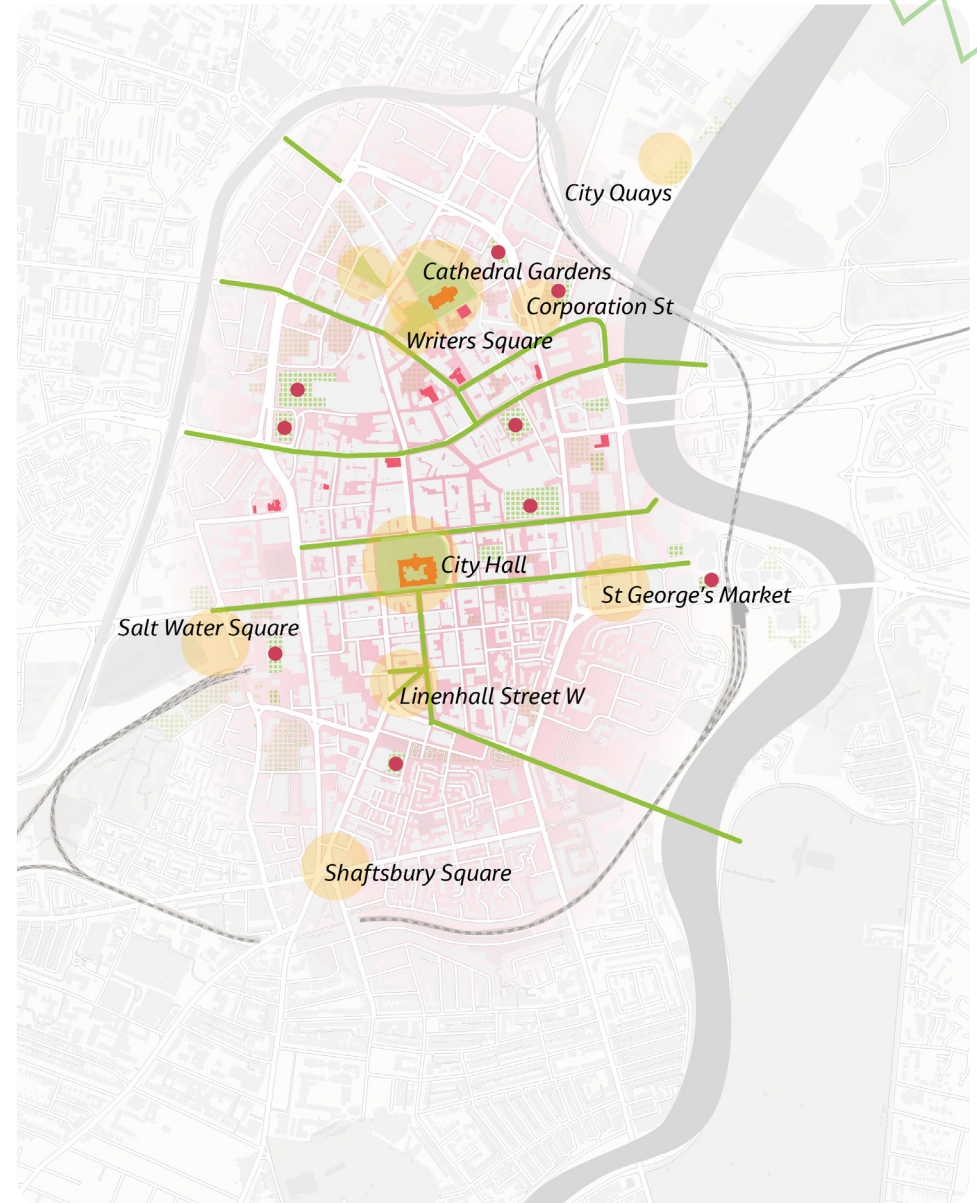 City Quays
Cathedral Gardens
Corporation St
Writers Square
City Hall
St George’s Market
Salt Water Square
Linenhall Street W
Shaftsbury Square